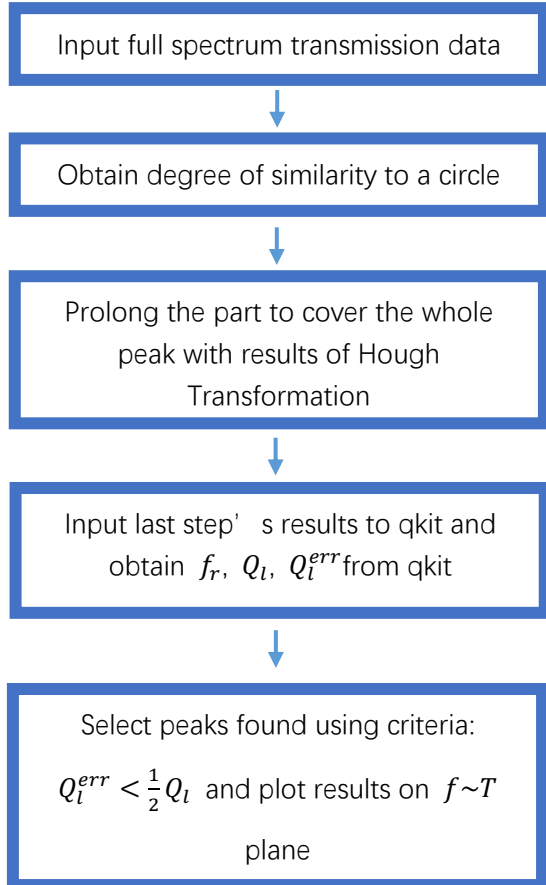 Input full spectrum transmission data
Obtain degree of similarity to a circle
Prolong the part to cover the whole
peak with results of Hough
Transformation
Input last step’ s results to qkit and
obtain $f_r$, $Q_l$, $Q_l^{err}$ from qkit
Select peaks found using criteria:
$Q_l^{err} < \frac{1}{2} Q_l$ and plot results on $f \sim T$
plane